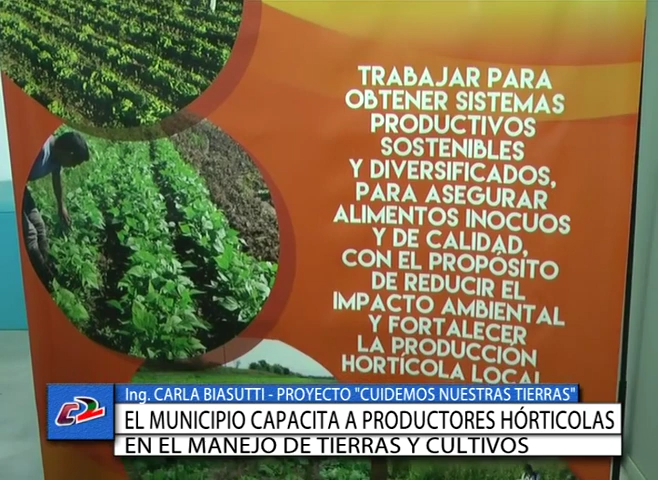 TRABAJAR PARA
OBTENER SISTEMAS
PRODUCTIVOS
SOSTENIBLES
Y DIVERSIFICADOS,
PARA ASEGURAR
ALIMENTOS INOCUOS
Y DE CALIDAD,
CON EL PROPÓSITO
DE REDUCIR EL
IMPACTO AMBIENTAL
Y FORTALECER
LA PRODUCCIÓN
HORTÍCOLA LOCAL
Ing. CARLA BIASUTTI - PROYECTO "CUIDEMOS NUESTRAS TIERRAS"
EL MUNICIPIO CAPACITA A PRODUCTORES HÓRTICOLAS
EN EL MANEJO DE TIERRAS Y CULTIVOS